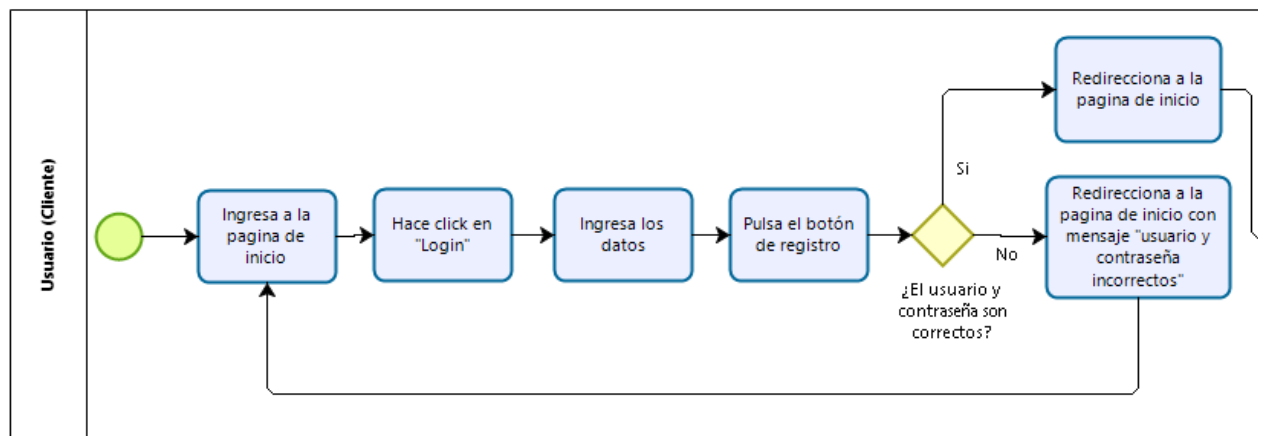 Usuario (Cliente)
Ingresa a la
pagina de
inicio
Hace click en
"Login"
Ingresa los
datos
Pulsa el botón
de registro
¿El usuario y
contraseña son
correctos?
Si
Redirecciona a la
pagina de inicio
No
Redirecciona a la
pagina de inicio con
mensaje "usuario y
contraseña
incorrectos"